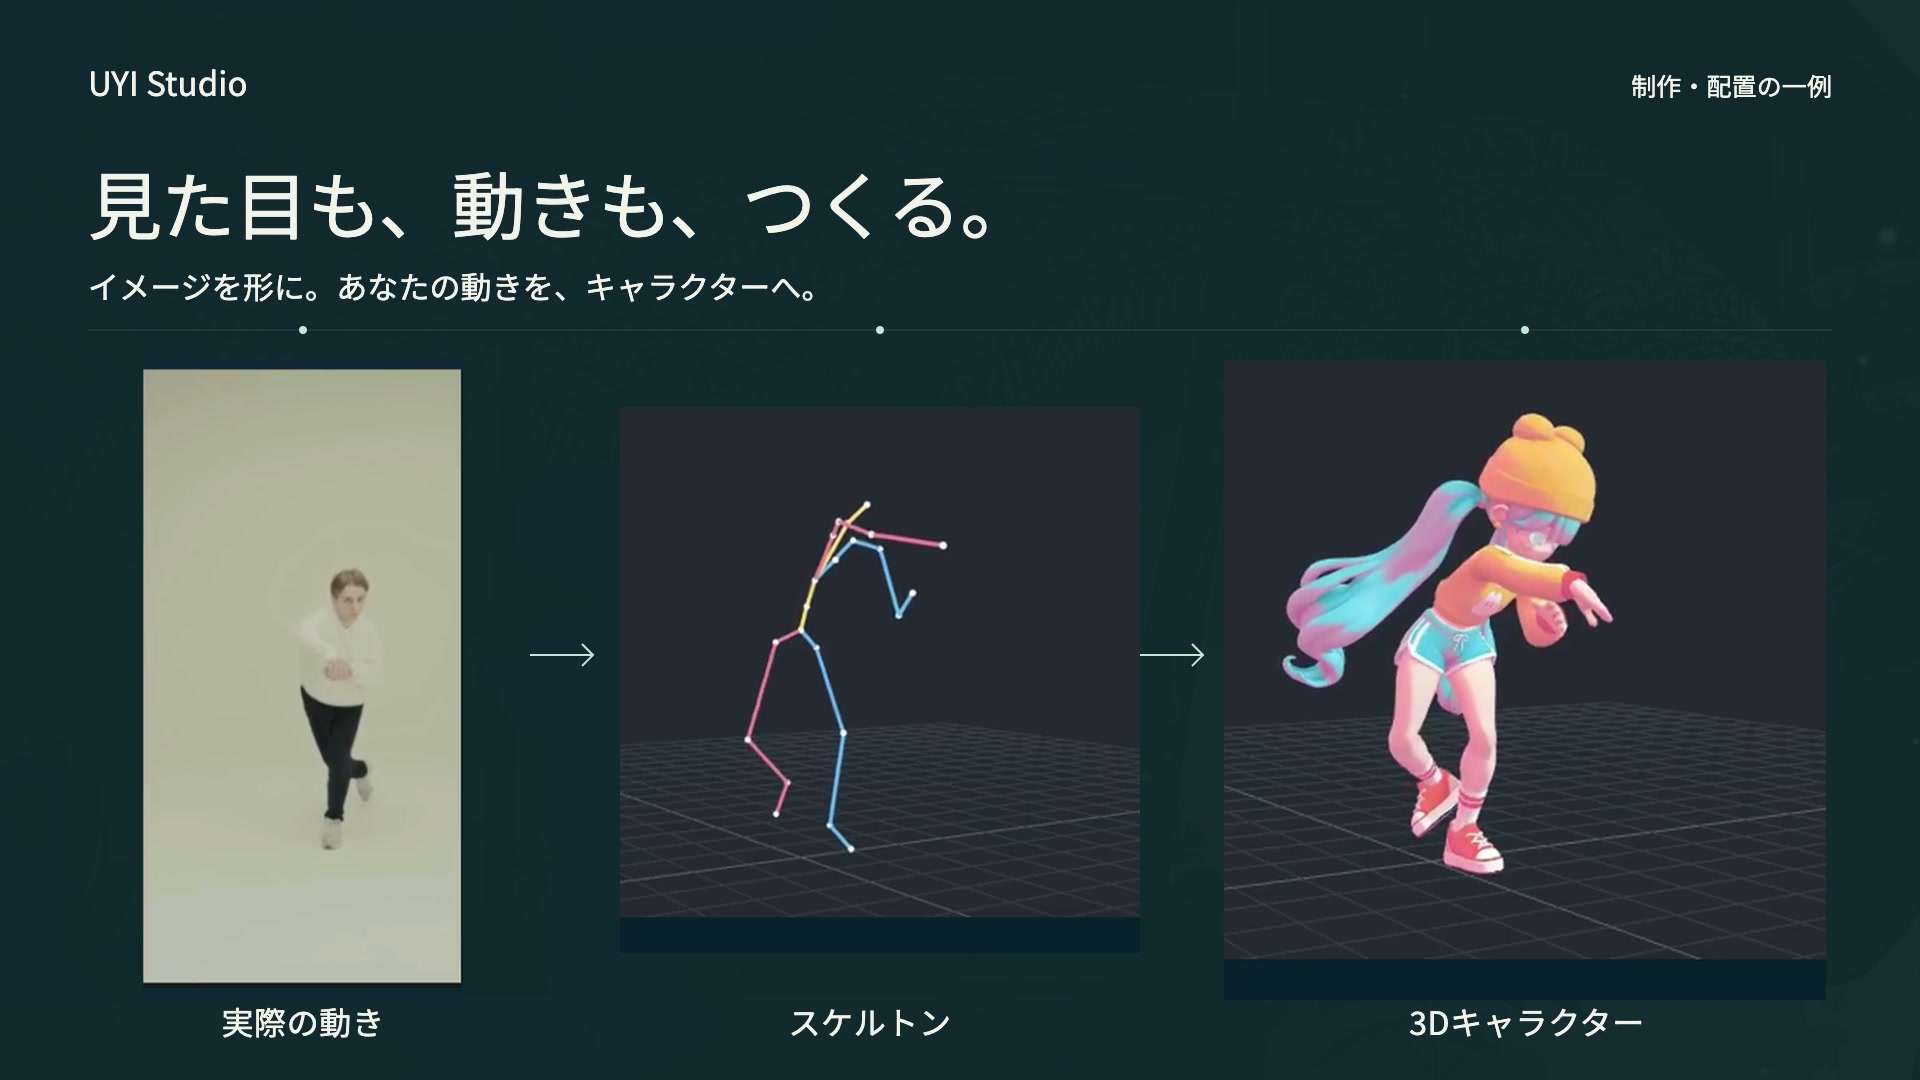 UYI Studio
制作・配置の一例
見た目も、動きも、つくる。
イメージを形に。あなたの動きを、キャラクターへ。
実際の動き
スケルトン
3Dキャラクター